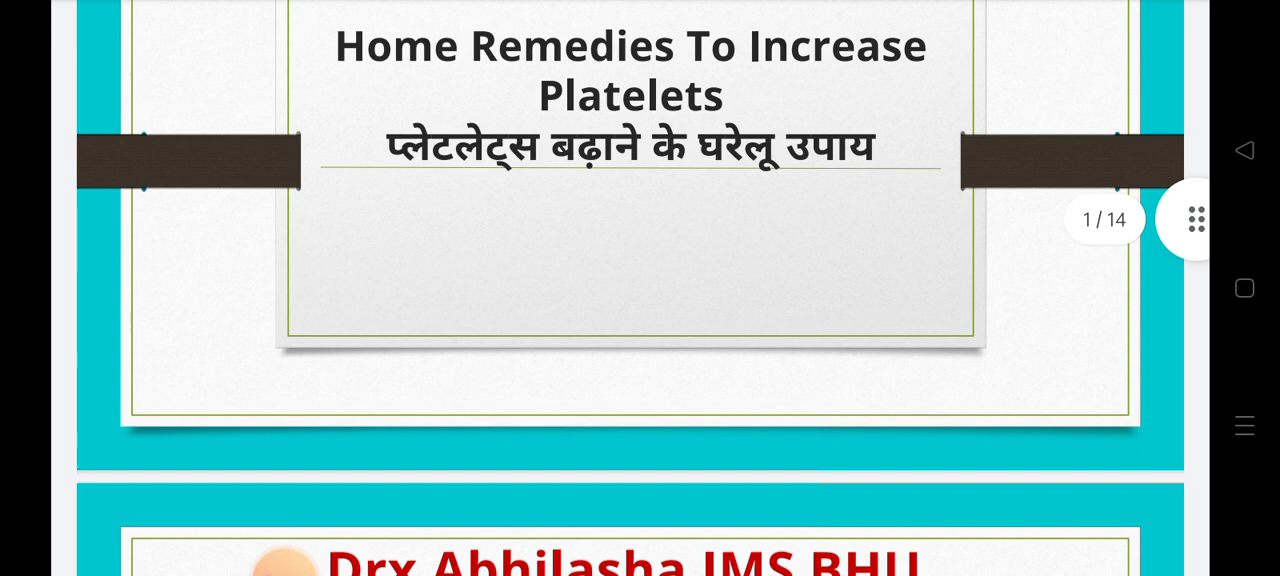 Home Remedies To Increase
Platelets
प्लेटलेट्स बढ़ाने के घरेलू उपाय
1 / 14
Drx Abhilasha IMS BHU